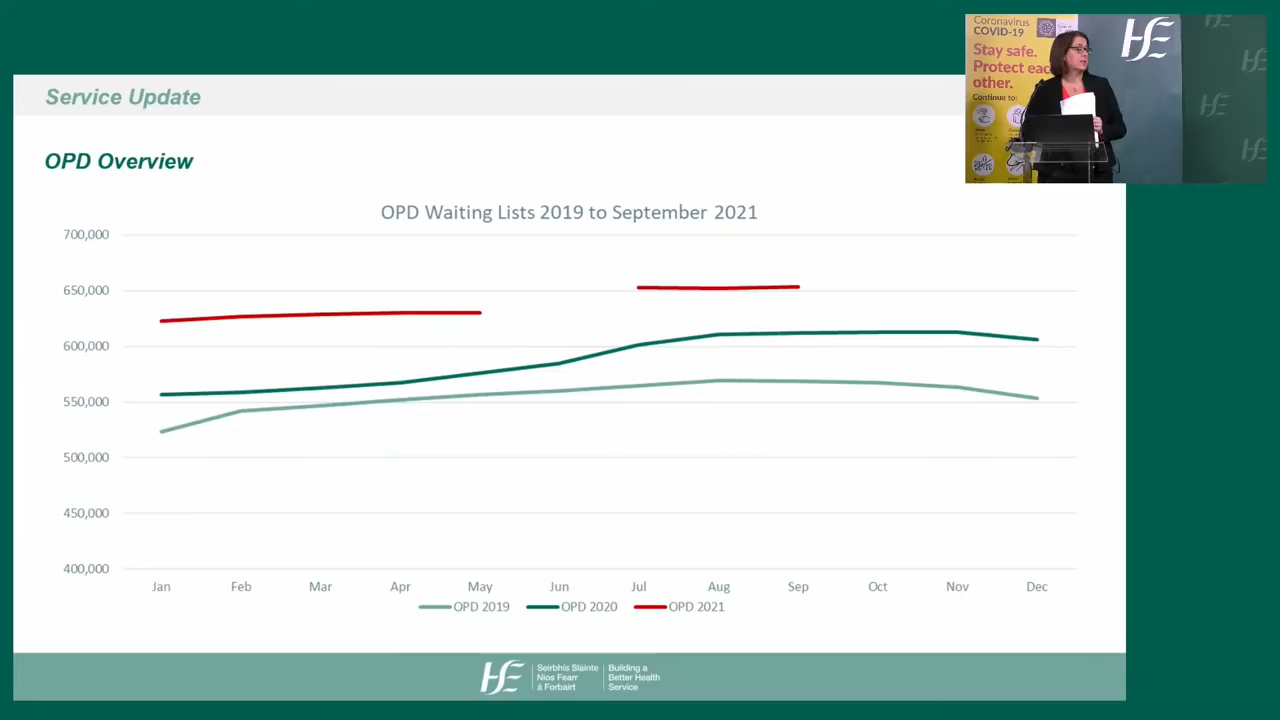 Service Update
OPD Overview
OPD Waiting Lists 2019 to September 2021
700,000
650,000
600,000
550,000
500,000
450,000
400,000
Jan Feb Mar Apr May Jun Jul Aug Sep Oct Nov Dec
OPD 2019 OPD 2020 OPD 2021
Seirbhís Sláinte
Níos Fearr
á Forbairt
Building a
Better Health
Service
Coronavirus
COVID-19
Stay safe.
Protect eac
other.
Continue to:
HE